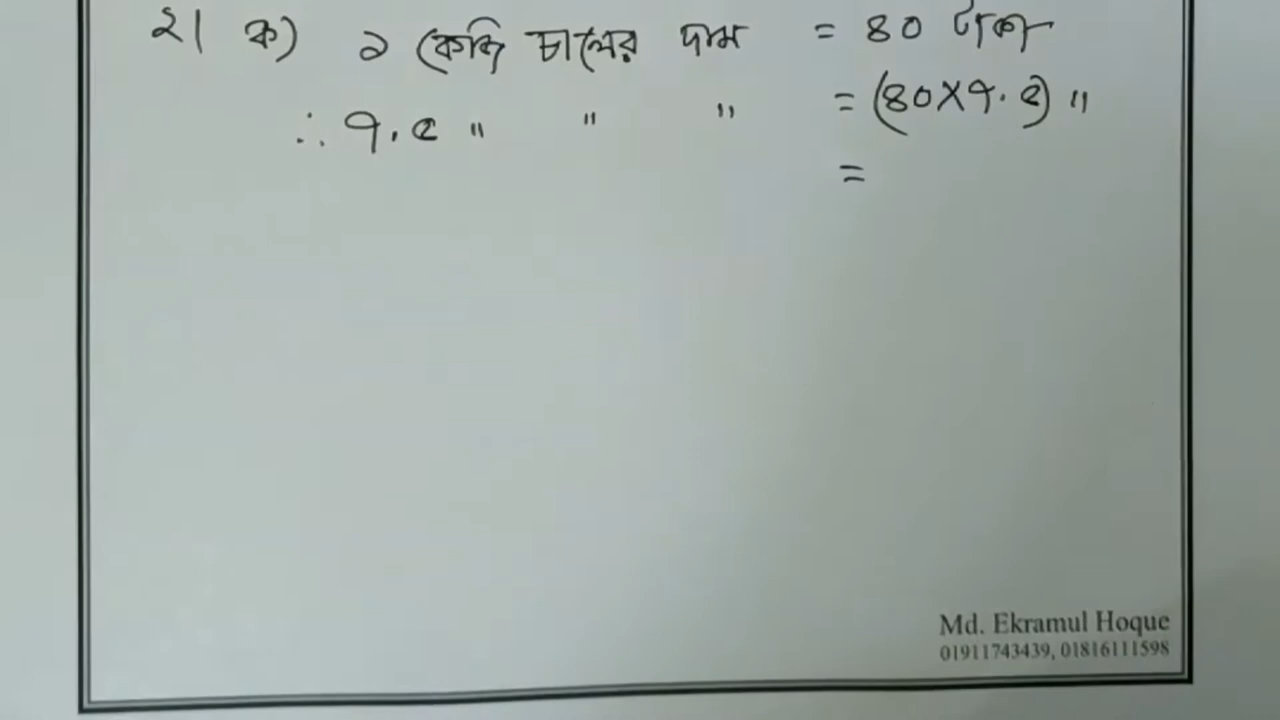 ২। ক) ১ কেজি চালের দাম = ৪০ টাকা
∴ ৭.৫ " " " = (৪০×৭.৫) "
=
Md. Ekramul Hoque
01911743439, 01816111598